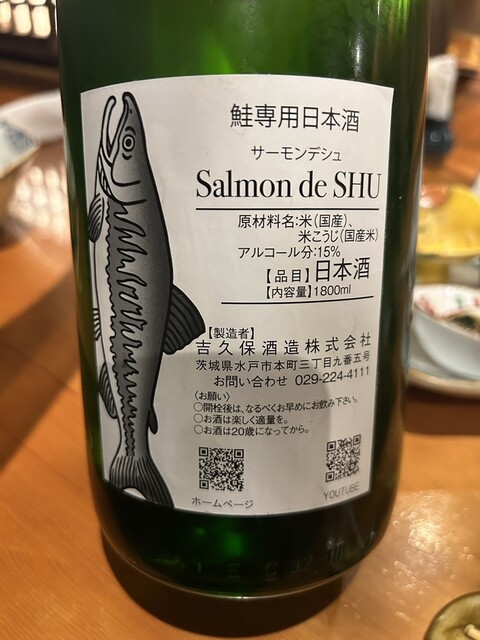 鮭専用日本酒
サーモンデシュ
Salmon de SHU
原材料名:米(国産)、
米こうじ(国産米)
アルコール分:15%
【品目】日本酒
【内容量】1800ml
【製造者】
吉久保酒造株式会社
茨城県水戸市本町三丁目九番五号
お問い合わせ 029-224-4111
〈お願い〉
○開栓後は、なるべくお早めにお飲み下さい。
○お酒は楽しく適量を。
○お酒は20歳になってから。
ホームページ
YOUTUBE